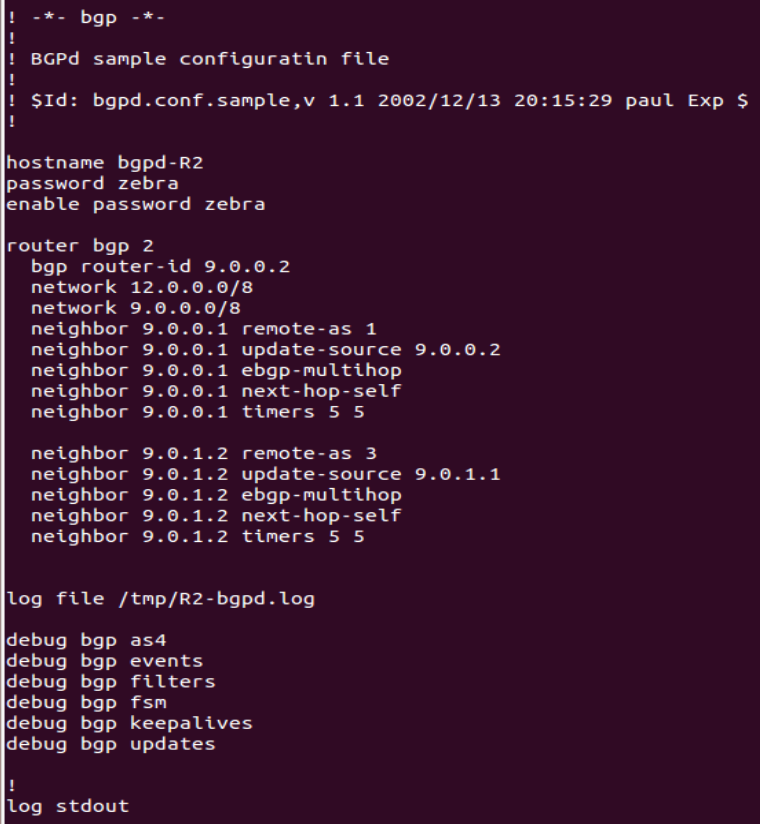 ! -*- bgp -*-
!
! BGPd sample configuratin file
!
! $Id: bgpd.conf.sample,v 1.1 2002/12/13 20:15:29 paul Exp $
!
hostname bgpd-R2
password zebra
enable password zebra
router bgp 2
  bgp router-id 9.0.0.2
  network 12.0.0.0/8
  network 9.0.0.0/8
  neighbor 9.0.0.1 remote-as 1
  neighbor 9.0.0.1 update-source 9.0.0.2
  neighbor 9.0.0.1 ebgp-multihop
  neighbor 9.0.0.1 next-hop-self
  neighbor 9.0.0.1 timers 5 5
  neighbor 9.0.1.2 remote-as 3
  neighbor 9.0.1.2 update-source 9.0.1.1
  neighbor 9.0.1.2 ebgp-multihop
  neighbor 9.0.1.2 next-hop-self
  neighbor 9.0.1.2 timers 5 5
log file /tmp/R2-bgpd.log
debug bgp as4
debug bgp events
debug bgp filters
debug bgp fsm
debug bgp keepalives
debug bgp updates
!
log stdout